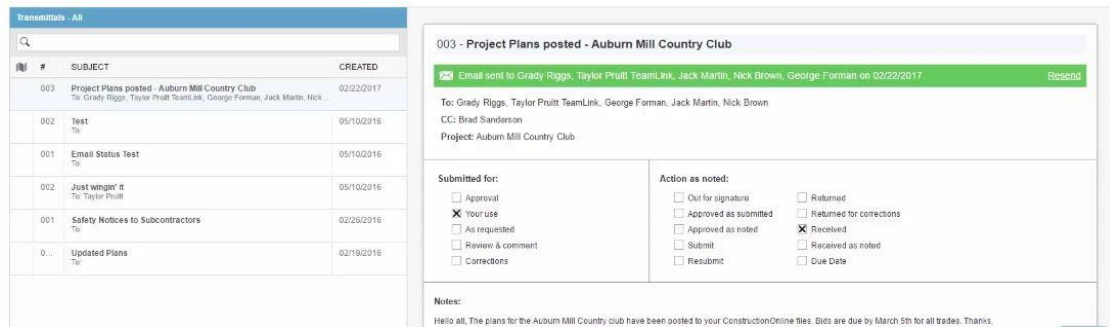 Transmittals - All
# SUBJECT CREATED
003 Project Plans posted - Auburn Mill Country Club 02/22/2017
To: Grady Riggs, Taylor Pruitt TeamLink, George Forman, Jack Martin, Nick...
002 Test 05/10/2016
To:
001 Email Status Test 05/10/2016
To:
002 Just wingin' it 05/10/2016
To: Taylor Pruitt
001 Safety Notices to Subcontractors 02/26/2016
To:
0... Updated Plans 02/19/2016
To:
003 - Project Plans posted - Auburn Mill Country Club
Email sent to Grady Riggs, Taylor Pruitt TeamLink, Jack Martin, Nick Brown, George Forman on 02/22/2017 Resend
To: Grady Riggs, Taylor Pruitt TeamLink, George Forman, Jack Martin, Nick Brown
CC: Brad Sanderson
Project: Auburn Mill Country Club
Submitted for:
Approval
Your use
As requested
Review & comment
Corrections
Action as noted:
Out for signature Returned
Approved as submitted Returned for corrections
Approved as noted Received
Submit Received as noted
Resubmit Due Date
Notes:
Hello all, The plans for the Auburn Mill Country club have been posted to your ConstructionOnline files. Bids are due by March 5th for all trades. Thanks,